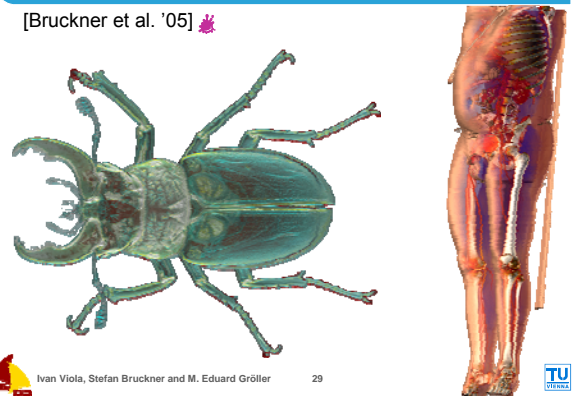 [Bruckner et al. ’05]
Ivan Viola, Stefan Bruckner and M. Eduard Gröller
29
TU
VIENNA